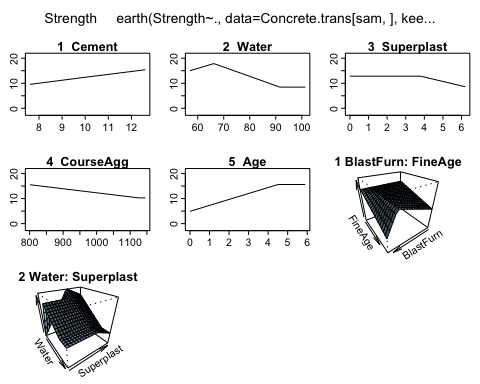 Strength earth(Strength~., data=Concrete.trans[sam, ], kee...
1 Cement
2 Water
3 Superplast
0 10 20
8 9 10 11 12
0 10 20
60 70 80 90 100
0 10 20
0 1 2 3 4 5 6
4 CourseAgg
5 Age
1 BlastFurn: FineAge
0 10 20
800 900 1000 1100
0 10 20
0 1 2 3 4 5 6
FineAge
BlastFurn
2 Water: Superplast
Water
Superplast